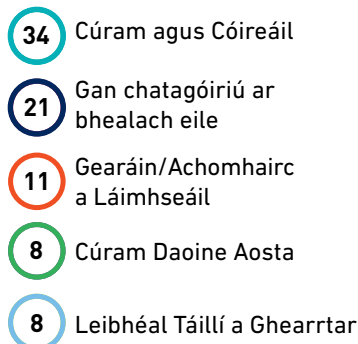 34 Cúram agus Cóireáil
21 Gan chatagóiriú ar
bhealach eile
11 Gearáin/Achomhairc
a Láimhseáil
8 Cúram Daoine Aosta
8 Leibhéal Táillí a Ghearrtar